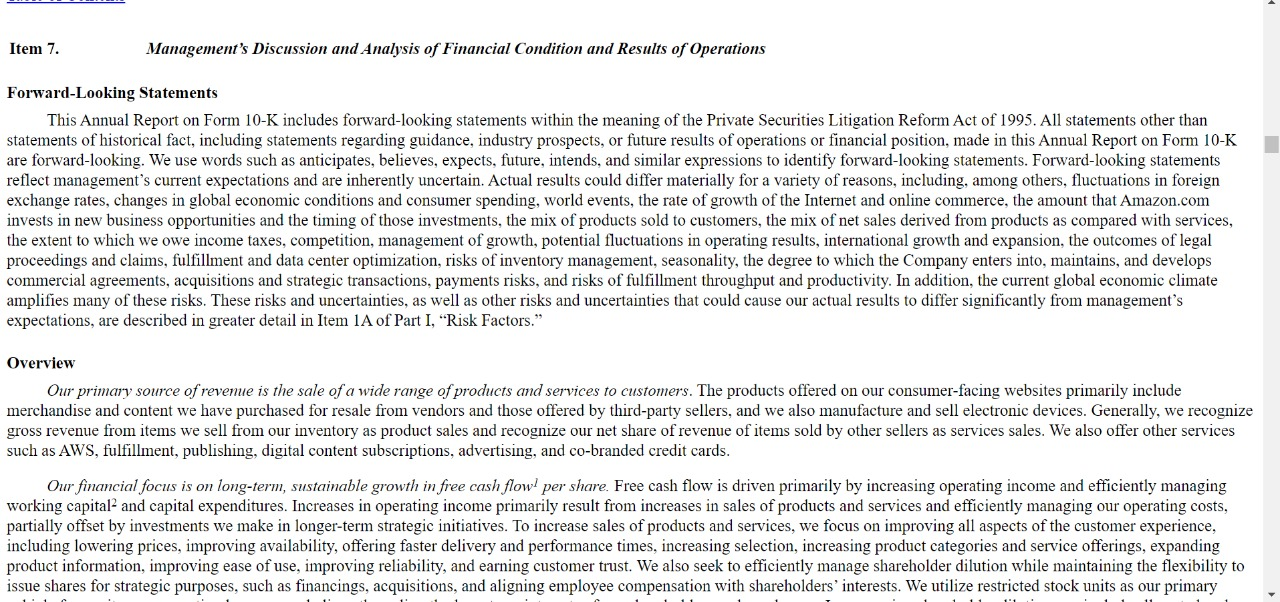 Item 7. Management’s Discussion and Analysis of Financial Condition and Results of Operations
Forward-Looking Statements
This Annual Report on Form 10-K includes forward-looking statements within the meaning of the Private Securities Litigation Reform Act of 1995. All statements other than
statements of historical fact, including statements regarding guidance, industry prospects, or future results of operations or financial position, made in this Annual Report on Form 10-K
are forward-looking. We use words such as anticipates, believes, expects, future, intends, and similar expressions to identify forward-looking statements. Forward-looking statements
reflect management’s current expectations and are inherently uncertain. Actual results could differ materially for a variety of reasons, including, among others, fluctuations in foreign
exchange rates, changes in global economic conditions and consumer spending, world events, the rate of growth of the Internet and online commerce, the amount that Amazon.com
invests in new business opportunities and the timing of those investments, the mix of products sold to customers, the mix of net sales derived from products as compared with services,
the extent to which we owe income taxes, competition, management of growth, potential fluctuations in operating results, international growth and expansion, the outcomes of legal
proceedings and claims, fulfillment and data center optimization, risks of inventory management, seasonality, the degree to which the Company enters into, maintains, and develops
commercial agreements, acquisitions and strategic transactions, payments risks, and risks of fulfillment throughput and productivity. In addition, the current global economic climate
amplifies many of these risks. These risks and uncertainties, as well as other risks and uncertainties that could cause our actual results to differ significantly from management’s
expectations, are described in greater detail in Item 1A of Part I, “Risk Factors.”
Overview
Our primary source of revenue is the sale of a wide range of products and services to customers. The products offered on our consumer-facing websites primarily include
merchandise and content we have purchased for resale from vendors and those offered by third-party sellers, and we also manufacture and sell electronic devices. Generally, we recognize
gross revenue from items we sell from our inventory as product sales and recognize our net share of revenue of items sold by other sellers as services sales. We also offer other services
such as AWS, fulfillment, publishing, digital content subscriptions, advertising, and co-branded credit cards.
Our financial focus is on long-term, sustainable growth in free cash flow¹ per share. Free cash flow is driven primarily by increasing operating income and efficiently managing
working capital² and capital expenditures. Increases in operating income primarily result from increases in sales of products and services and efficiently managing our operating costs,
partially offset by investments we make in longer-term strategic initiatives. To increase sales of products and services, we focus on improving all aspects of the customer experience,
including lowering prices, improving availability, offering faster delivery and performance times, increasing selection, increasing product categories and service offerings, expanding
product information, improving ease of use, improving reliability, and earning customer trust. We also seek to efficiently manage shareholder dilution while maintaining the flexibility to
issue shares for strategic purposes, such as financings, acquisitions, and aligning employee compensation with shareholders’ interests. We utilize restricted stock units as our primary